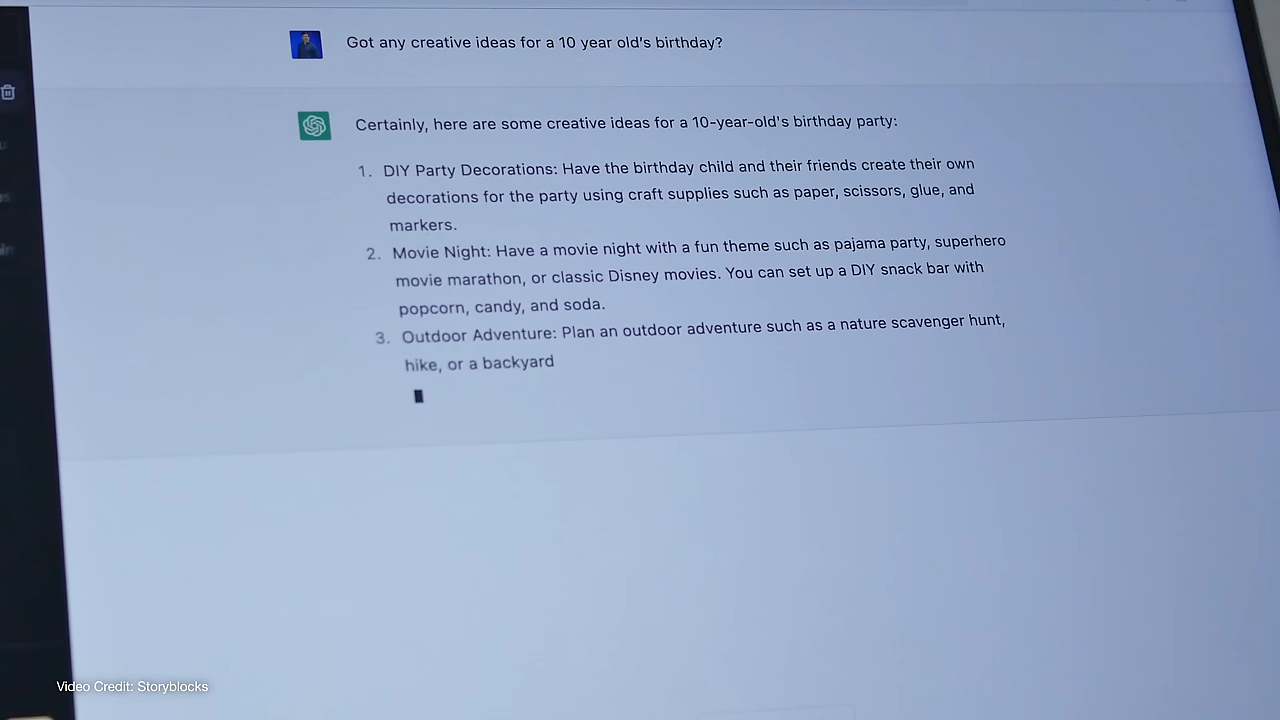 Got any creative ideas for a 10 year old's birthday?
Certainly, here are some creative ideas for a 10-year-old's birthday party:
1. DIY Party Decorations: Have the birthday child and their friends create their own
decorations for the party using craft supplies such as paper, scissors, glue, and
markers.
2. Movie Night: Have a movie night with a fun theme such as pajama party, superhero
movie marathon, or classic Disney movies. You can set up a DIY snack bar with
popcorn, candy, and soda.
3. Outdoor Adventure: Plan an outdoor adventure such as a nature scavenger hunt,
hike, or a backyard
Video Credit: Storyblocks